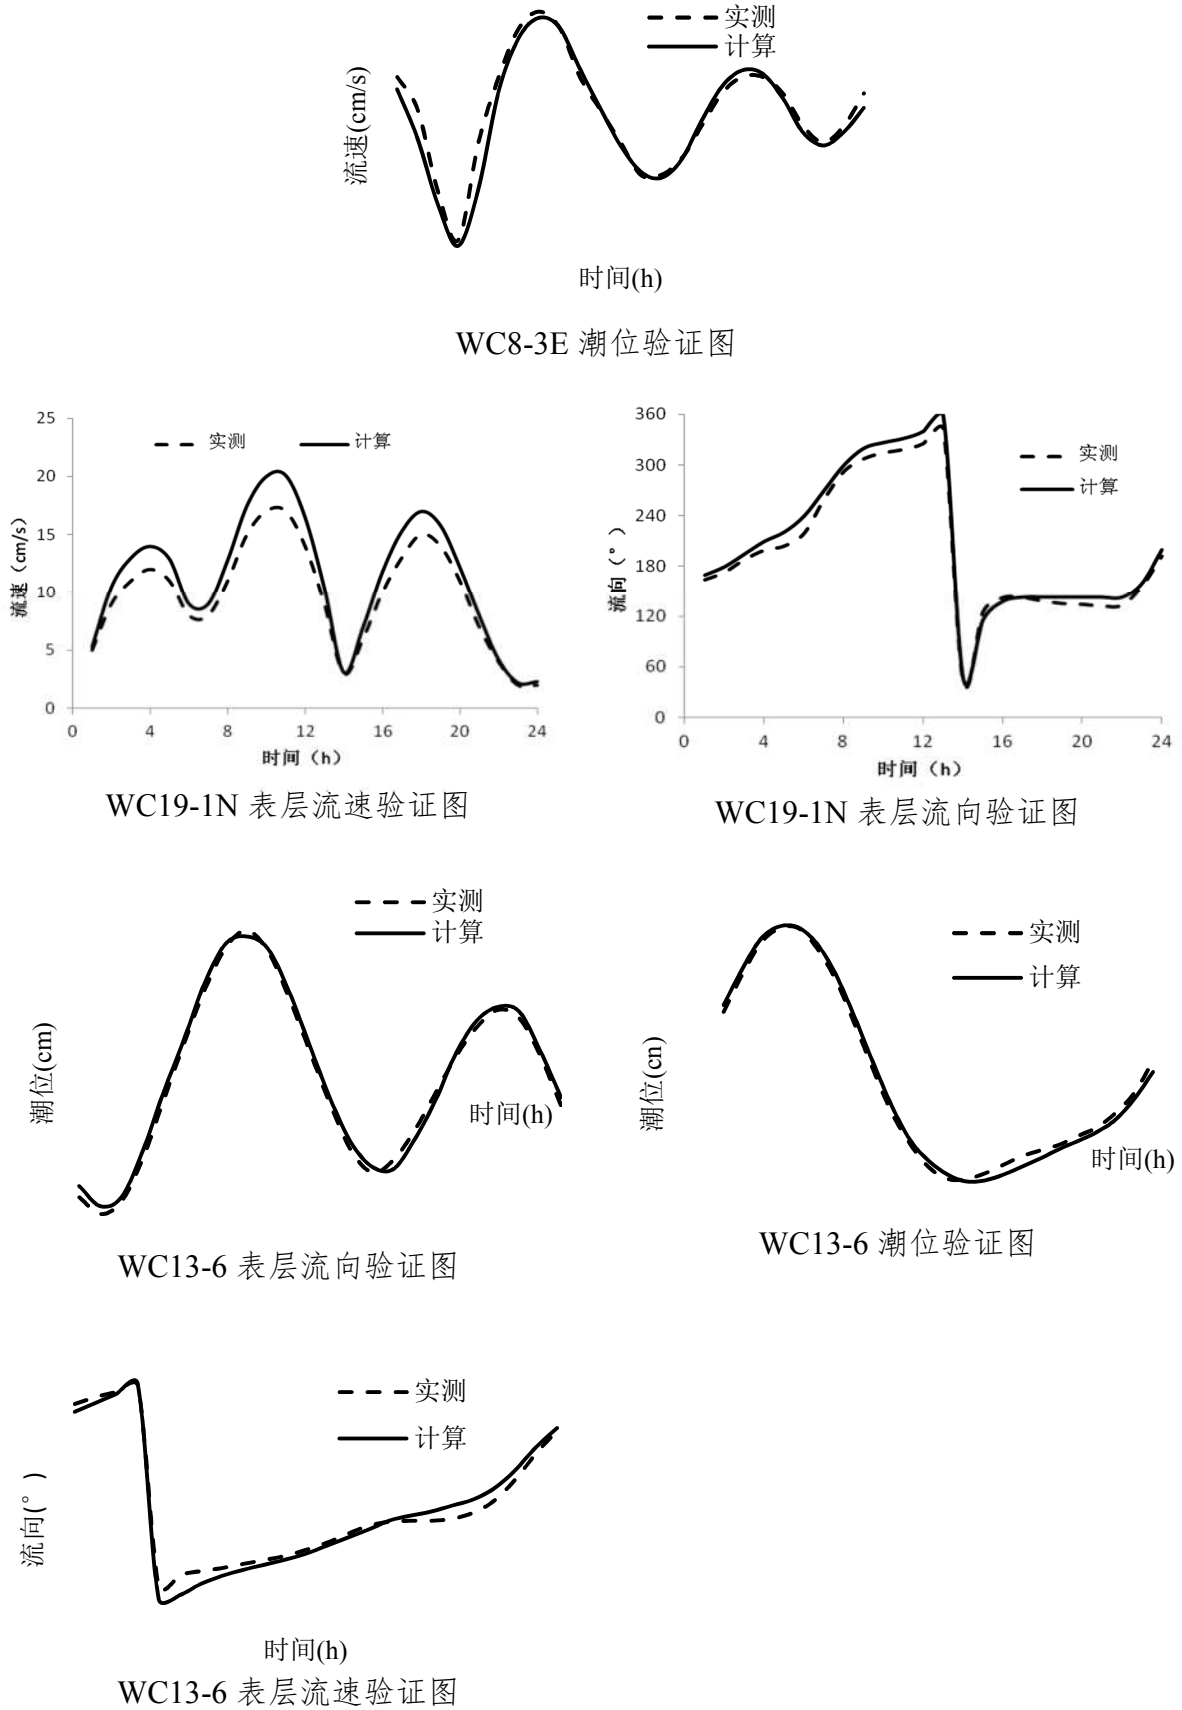 实测
计算
流速(cm/s)
时间(h)
WC8-3E 潮位验证图
25
20
15
10
5
0
实测
计算
流速（cm/s）
0 4 8 12 16 20 24
时间（h）
WC19-1N 表层流速验证图
360
300
240
180
120
60
0
实测
计算
流向（°）
0 4 8 12 16 20 24
时间（h）
WC19-1N 表层流向验证图
实测
计算
潮位(cm)
时间(h)
WC13-6 表层流向验证图
实测
计算
潮位(cn)
时间(h)
WC13-6 潮位验证图
实测
计算
流向(°)
时间(h)
WC13-6 表层流速验证图